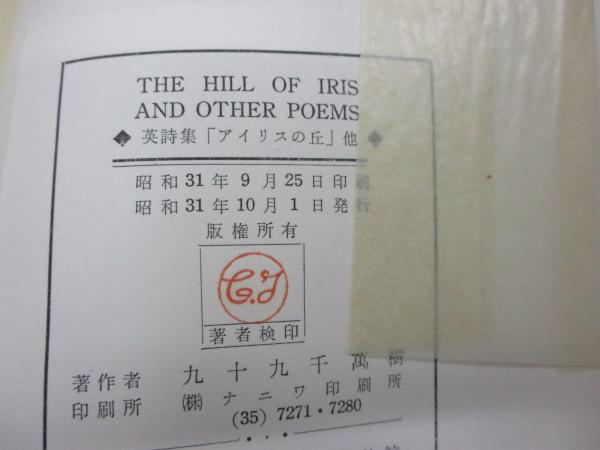 THE HILL OF IRIS
AND OTHER POEMS
◆ 英詩集「アイリスの丘」他 ◆
昭和31年9月25日印刷
昭和31年10月1日発行
版権所有
C.J
著者検印
著作者 九十九千萬樹
印刷所 ㈱ナニワ印刷所
(35) 7271・7280